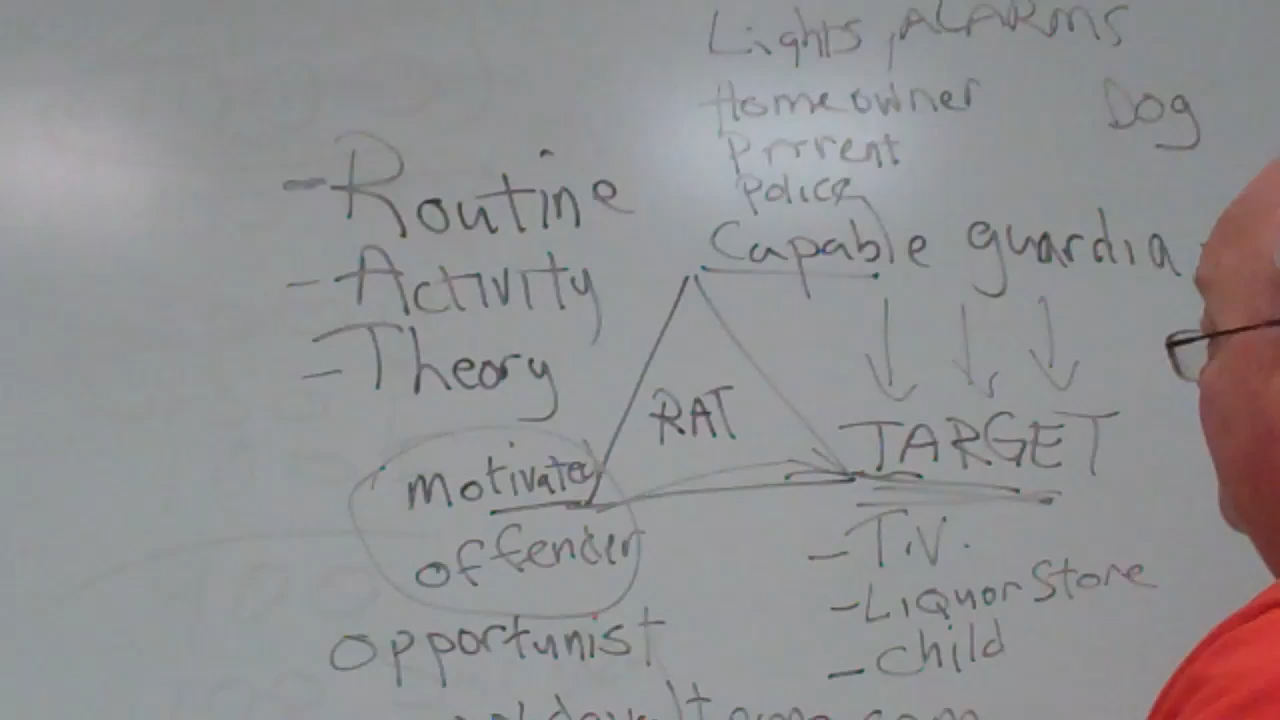 Lights, ALARMS
Homeowner Dog
Prrrent
Police
Capable guardia
- Routine
- Activity
- Theory
RAT
TARGET
motivated
offender
- T.V.
- Liquor Store
- child
opportunist